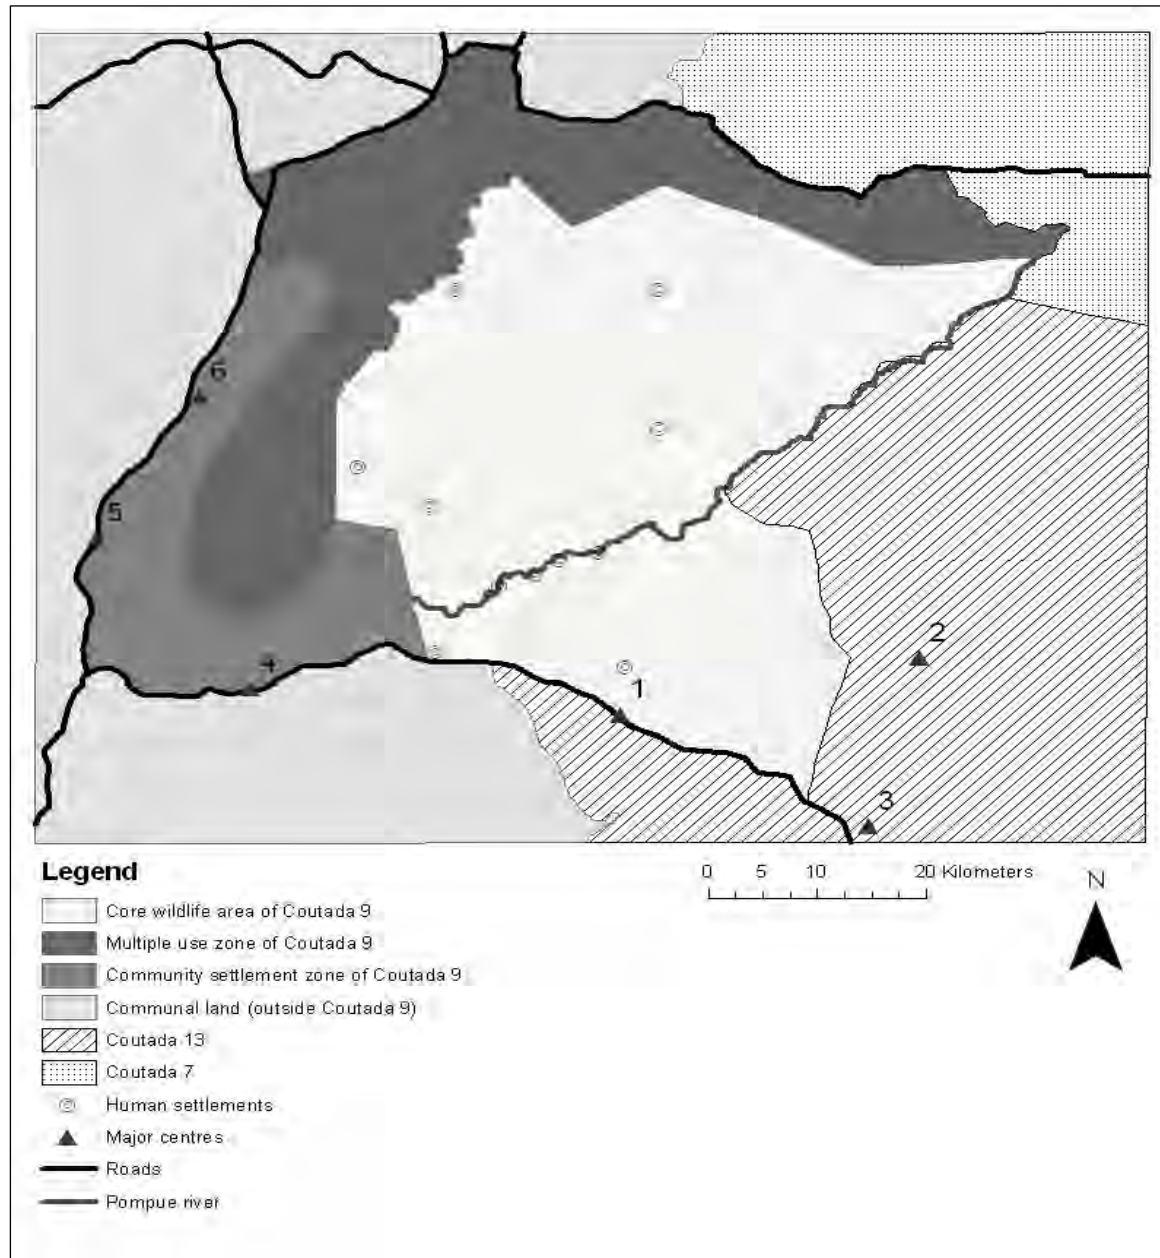 6
5
2
4
1
3
Legend
0 5 10 20 Kilometers
N
Core wildlife area of Coutada 9
Multiple use zone of Coutada 9
Community settlement zone of Coutada 9
Communal land (outside Coutada 9)
Coutada 13
Coutada 7
Human settlements
Major centres
Roads
Pompue river